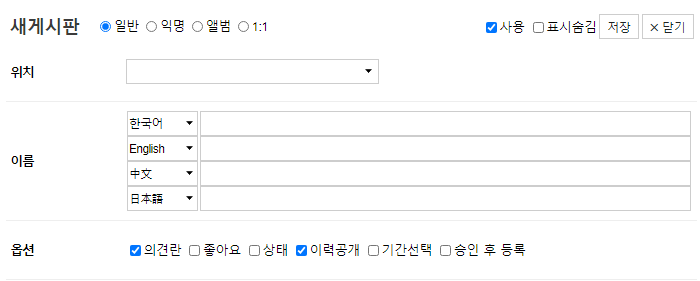 새게시판 일반 익명 앨범 1:1 사용 표시숨김 저장 × 닫기
위치
한국어
English
이름
中文
日本語
옵션 의견란 좋아요 상태 이력공개 기간선택 승인 후 등록